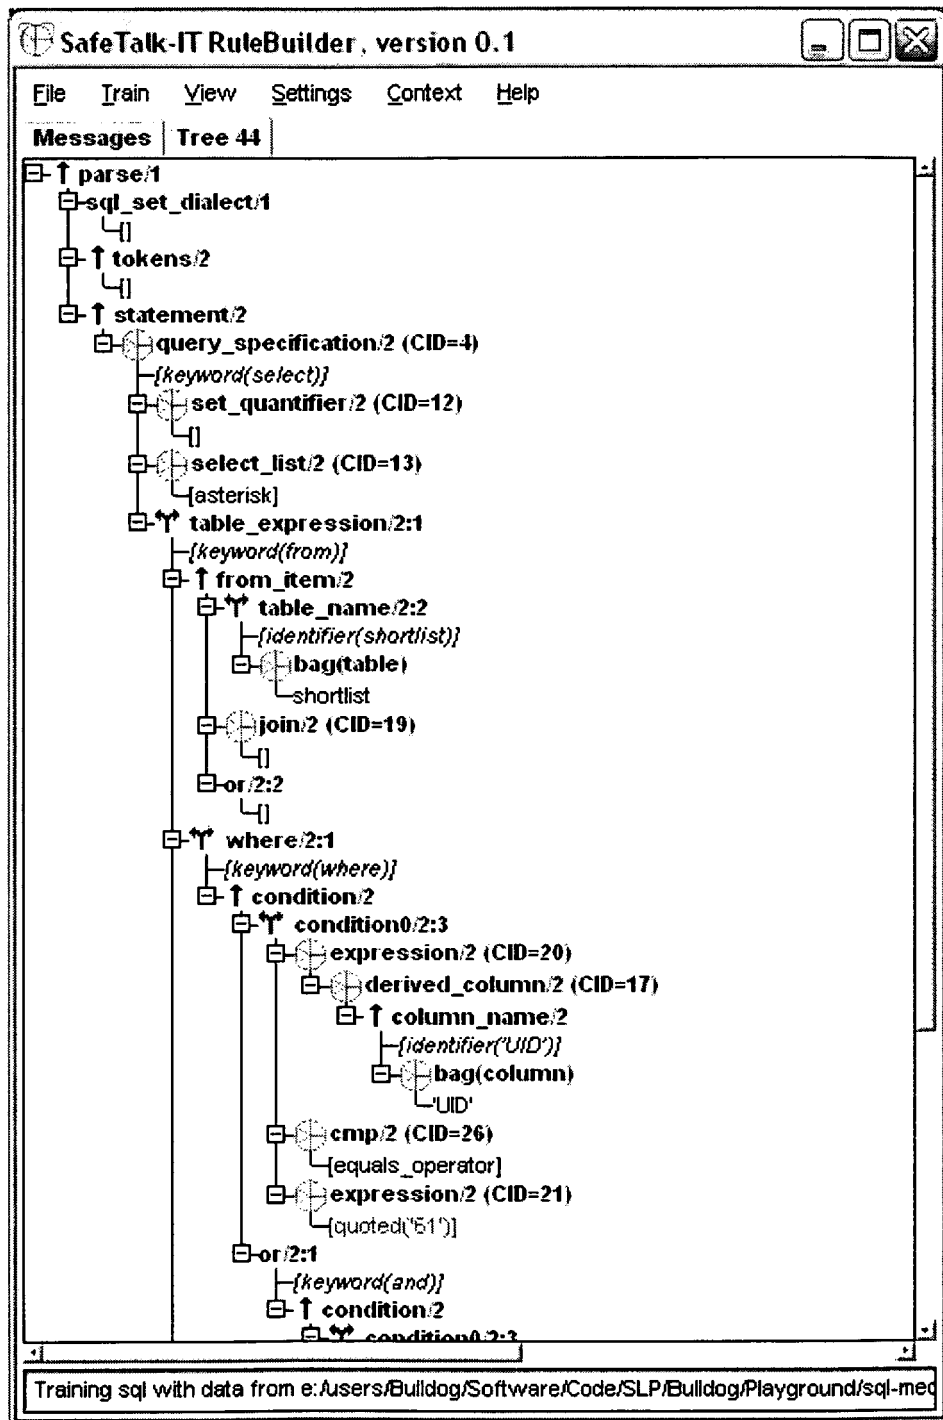 SafeTalk-IT RuleBuilder, version 0.1
File Train View Settings Context Help
Messages Tree 44
parse/1
sql_set_dialect/1
[]
tokens/2
[]
statement/2
query_specification/2 (CID=4)
{keyword(select)}
set_quantifier/2 (CID=12)
[]
select_list/2 (CID=13)
[asterisk]
table_expression/2:1
{keyword(from)}
from_item/2
table_name/2:2
{identifier(shortlist)}
bag(table)
shortlist
join/2 (CID=19)
[]
or/2:2
[]
where/2:1
{keyword(where)}
condition/2
condition0/2:3
expression/2 (CID=20)
derived_column/2 (CID=17)
column_name/2
{identifier('UID')}
bag(column)
'UID'
cmp/2 (CID=26)
[equals_operator]
expression/2 (CID=21)
[quoted('61')]
or/2:1
{keyword(and)}
condition/2
condition0/2:3
Training sql with data from e:/users/Bulldog/Software/Code/SLP/Bulldog/Playground/sql-med